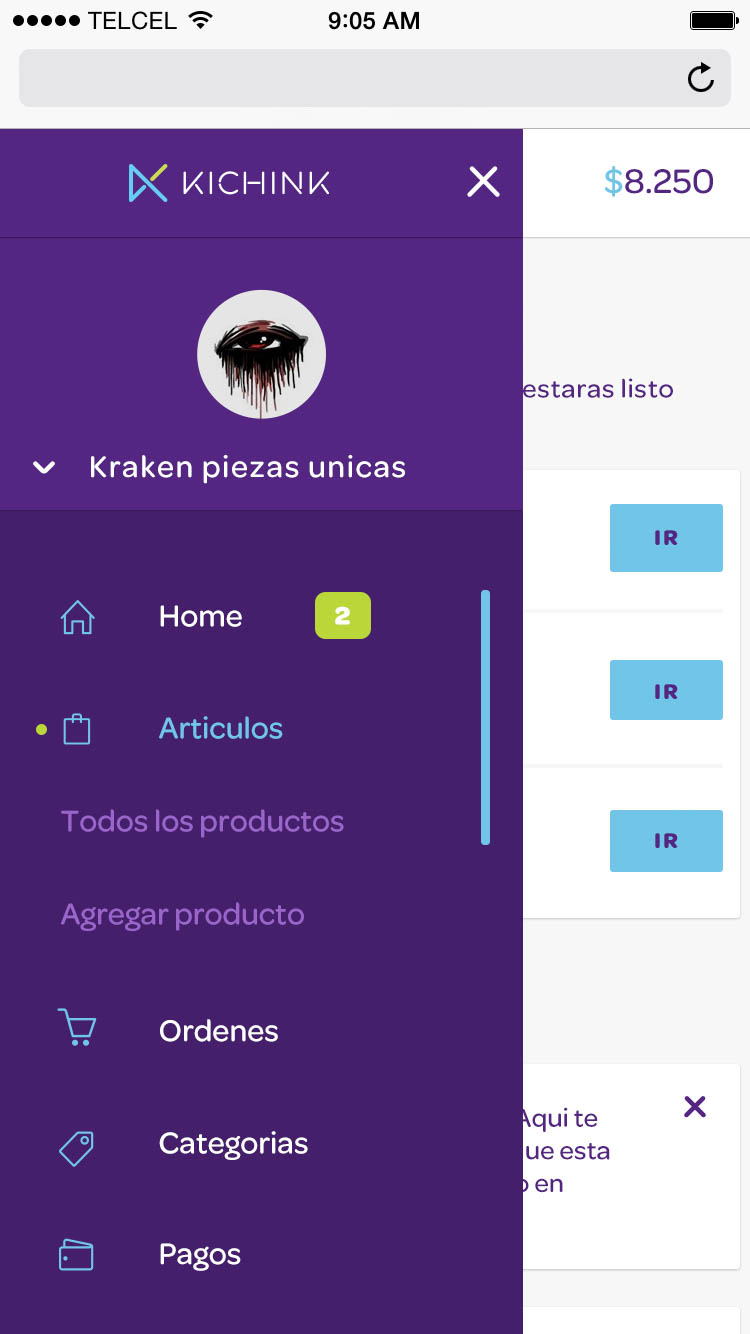 TELCEL 9:05 AM
KICHINK
$8.250
estaras listo
Kraken piezas unicas
IR
Home 2
IR
Articulos
Todos los productos
IR
Agregar producto
Ordenes
Aqui te
ue esta
o en
Categorias
Pagos